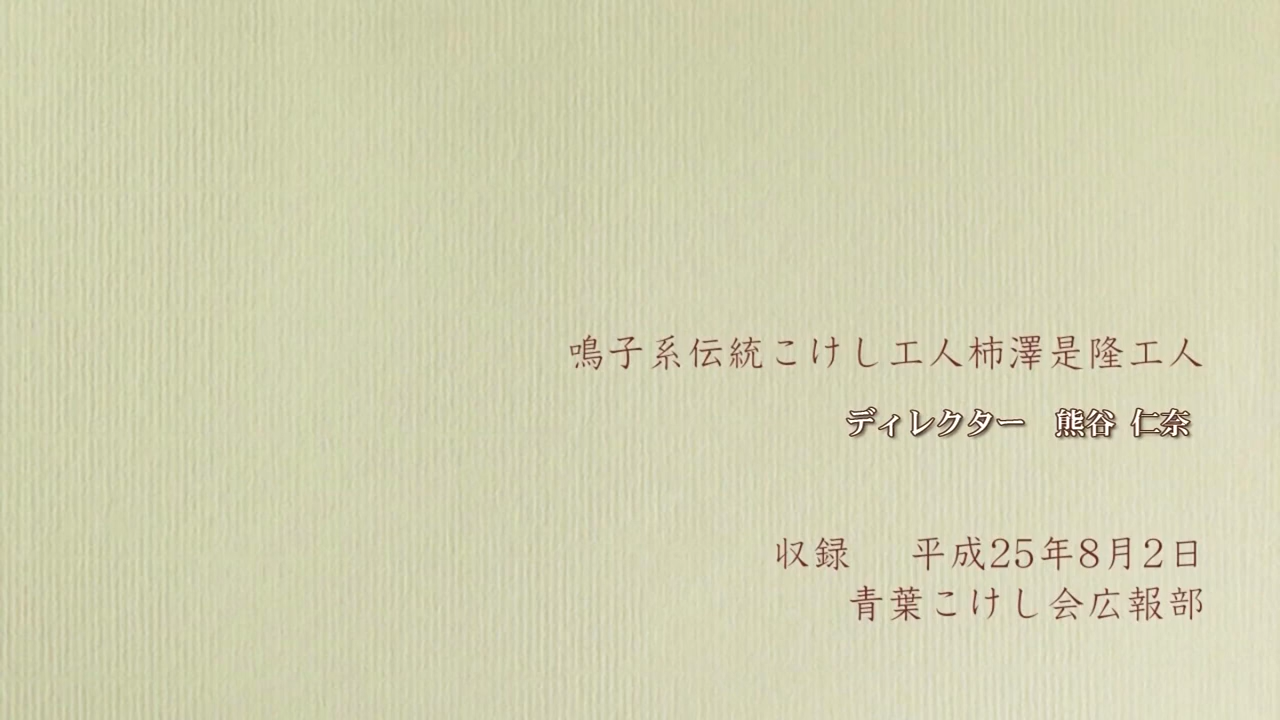 鳴子系伝統こけし工人柿澤是隆工人
ディレクター　熊谷 仁奈
収録　平成25年8月2日
青葉こけし会広報部